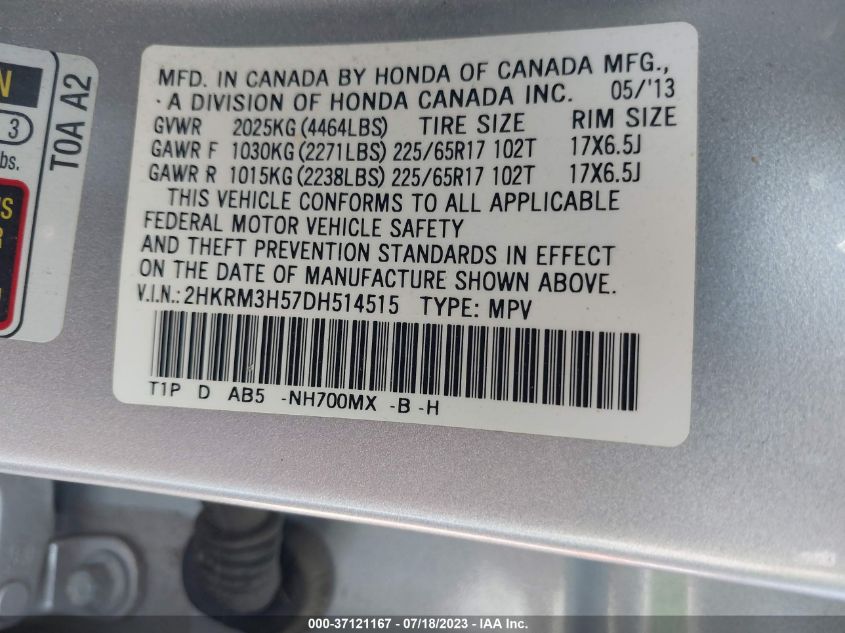 MFD. IN CANADA BY HONDA OF CANADA MFG.,
A DIVISION OF HONDA CANADA INC. 05/'13
GVWR 2025KG (4464LBS) TIRE SIZE RIM SIZE
GAWR F 1030KG (2271LBS) 225/65R17 102T 17X6.5J
GAWR R 1015KG (2238LBS) 225/65R17 102T 17X6.5J
THIS VEHICLE CONFORMS TO ALL APPLICABLE
FEDERAL MOTOR VEHICLE SAFETY
AND THEFT PREVENTION STANDARDS IN EFFECT
ON THE DATE OF MANUFACTURE SHOWN ABOVE.
V.I.N.: 2HKRM3H57DH514515 TYPE: MPV
T1P D AB5 -NH700MX -B -H
T0A A2
3
bs.
000-37121167 / 07/18/2023 - IAA Inc.